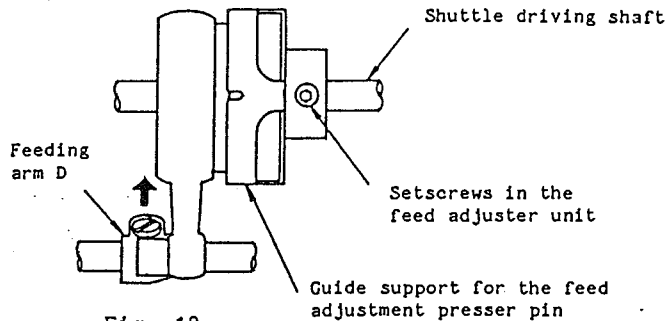 Shuttle driving shaft
Feeding
arm D
Setscrews in the
feed adjuster unit
Guide support for the feed
adjustment presser pin